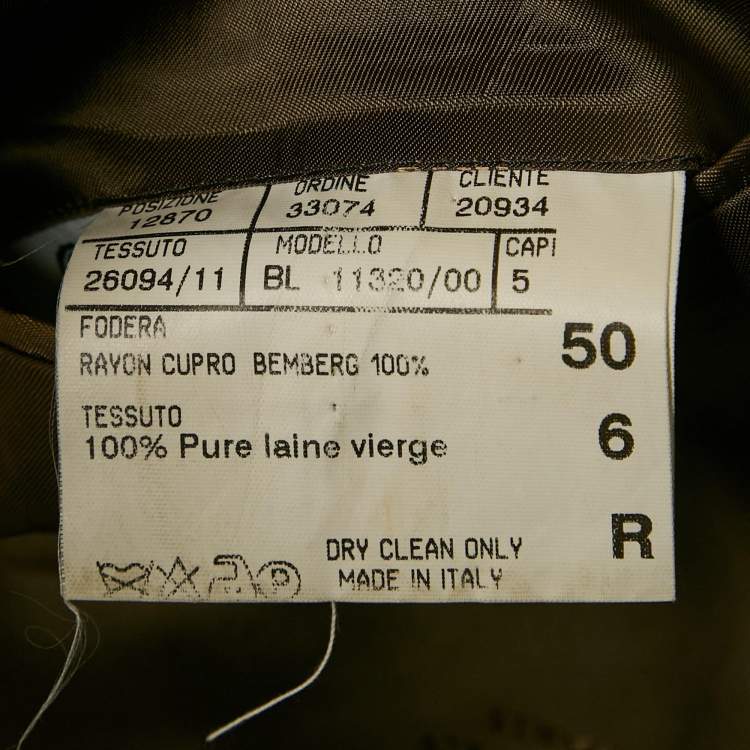 POSIZIONE ORDINE CLIENTE
12870 33074 20934
TESSUTO MODELLO CAPI
26094/11 BL 11320/00 5
FODERA
RAYON CUPRO BEMBERG 100%
50
TESSUTO
100% Pure laine vierge
6
R
DRY CLEAN ONLY
MADE IN ITALY
P